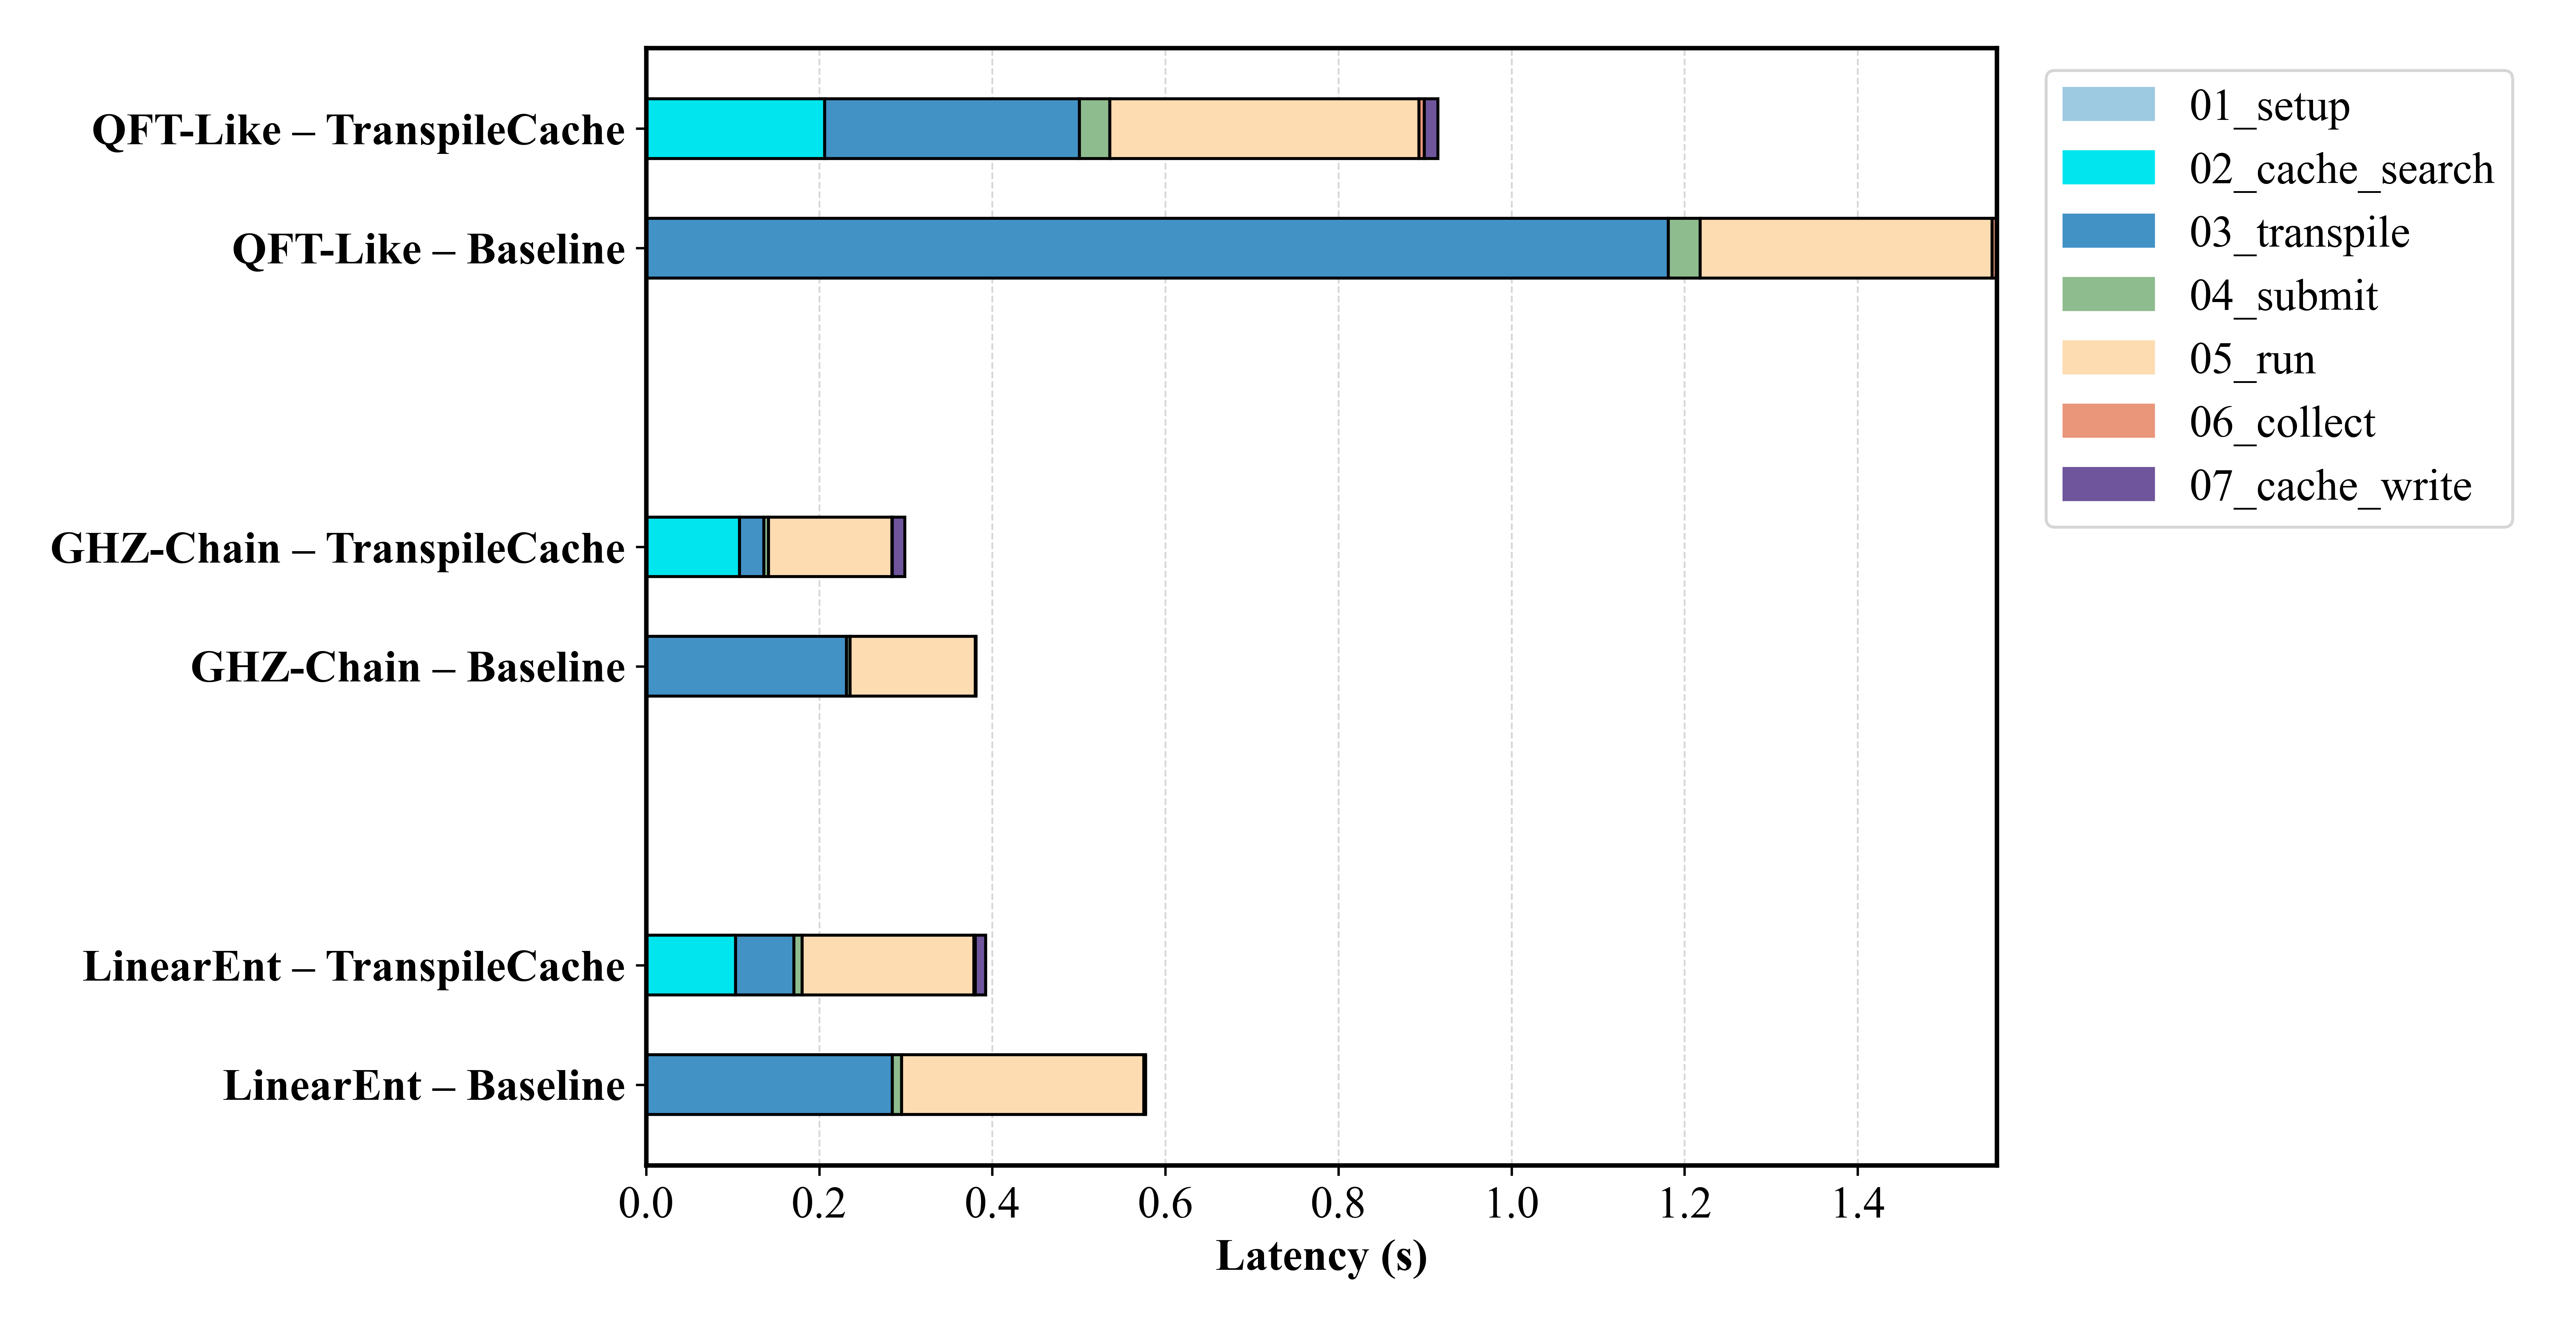 QFT-Like – TranspileCache
QFT-Like – Baseline
GHZ-Chain – TranspileCache
GHZ-Chain – Baseline
LinearEnt – TranspileCache
LinearEnt – Baseline
0.0 0.2 0.4 0.6 0.8 1.0 1.2 1.4
Latency (s)
01_setup
02_cache_search
03_transpile
04_submit
05_run
06_collect
07_cache_write